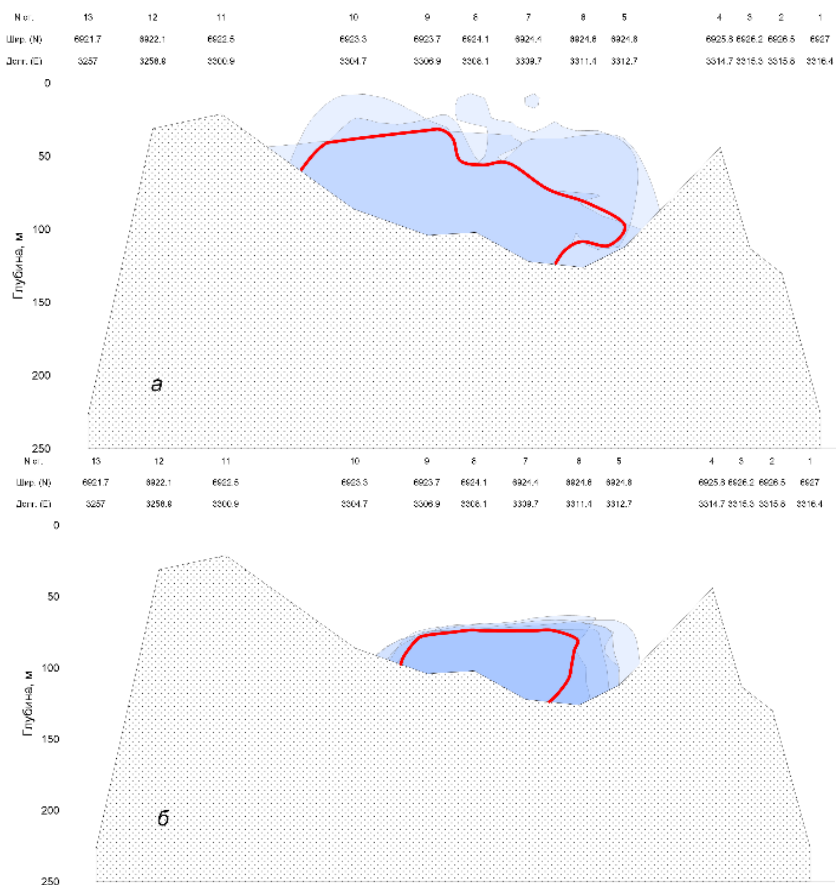 N ст. 13 12 11 10 9 8 7 6 5 4 3 2 1
Шир. (N) 6921.7 6922.1 6922.5 6923.3 6923.7 6924.1 6924.4 6924.6 6924.8 6925.8 6926.2 6926.5 6927
Долг. (E) 3257 3258.9 3300.9 3304.7 3306.9 3308.1 3309.7 3311.4 3312.7 3314.7 3315.3 3315.8 3316.4
0
50
100
150
200
250
Глубина, м
а
N ст. 13 12 11 10 9 8 7 6 5 4 3 2 1
Шир. (N) 6921.7 6922.1 6922.5 6923.3 6923.7 6924.1 6924.4 6924.6 6924.8 6925.8 6926.2 6926.5 6927
Долг. (E) 3257 3258.9 3300.9 3304.7 3306.9 3308.1 3309.7 3311.4 3312.7 3314.7 3315.3 3315.8 3316.4
0
50
100
150
200
250
Глубина, м
б